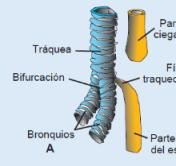 Par
ciega
Tráquea
Bifurcación
Fí
traqueo
Bronquios
A
Parte
del es